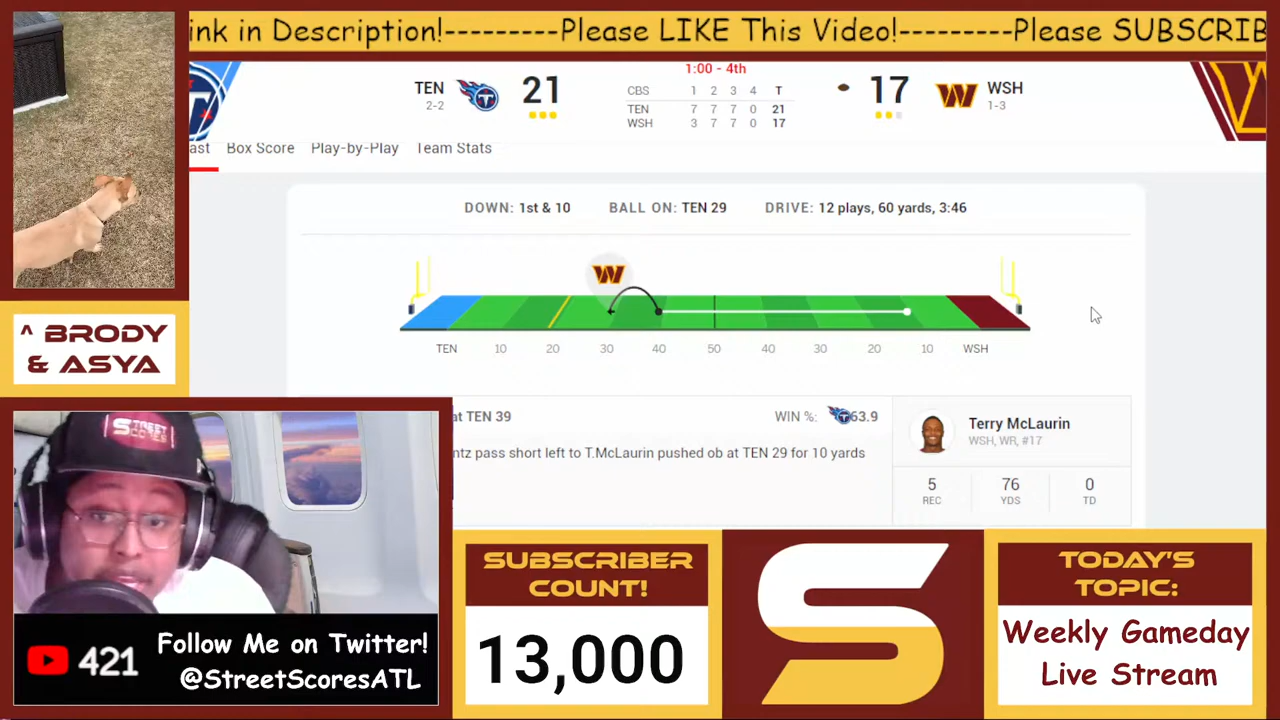 ink in Description!---------Please LIKE This Video!---------Please SUBSCRIB
1:00 - 4th
TEN
2-2
21
CBS 1 2 3 4 T
TEN 7 7 7 0 21
WSH 3 7 7 0 17
17
WSH
1-3
ast Box Score Play-by-Play Team Stats
DOWN: 1st & 10 BALL ON: TEN 29 DRIVE: 12 plays, 60 yards, 3:46
W
TEN 10 20 30 40 50 40 30 20 10 WSH
at TEN 39 WIN %: 63.9
ntz pass short left to T.McLaurin pushed ob at TEN 29 for 10 yards
Terry McLaurin
WSH, WR, #17
5 76 0
REC YDS TD
^ BRODY
& ASYA
STREET
SCORES
421
Follow Me on Twitter!
@StreetScoresATL
SUBSCRIBER
COUNT!
13,000
S
TODAY'S
TOPIC:
Weekly Gameday
Live Stream